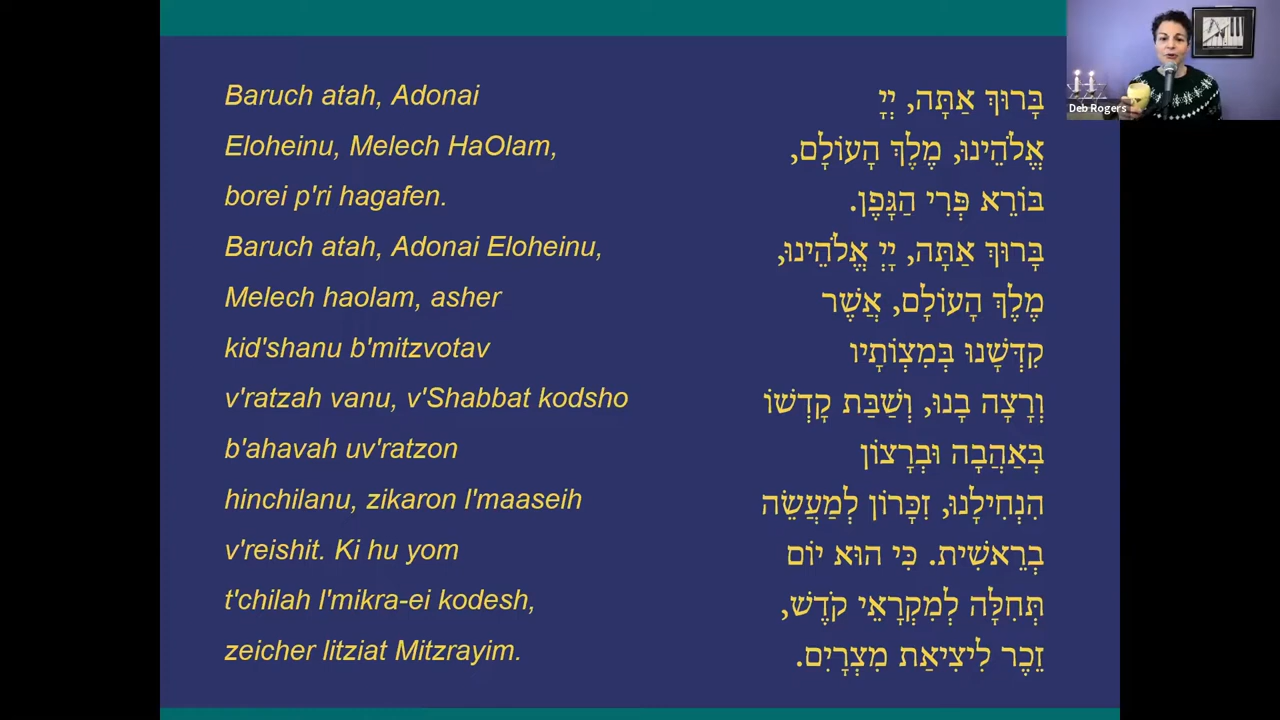 Baruch atah, Adonai
Eloheinu, Melech HaOlam,
borei p'ri hagafen.
Baruch atah, Adonai Eloheinu,
Melech haolam, asher
kid'shanu b'mitzvotav
v'ratzah vanu, v'Shabbat kodsho
b'ahavah uv'ratzon
hinchilanu, zikaron l'maaseih
v'reishit. Ki hu yom
t'chilah l'mikra-ei kodesh,
zeicher litziat Mitzrayim.
בָּרוּךְ אַתָּה, יְיָ
אֱלֹהֵינוּ, מֶלֶךְ הָעוֹלָם,
בּוֹרֵא פְּרִי הַגָּפֶן.
בָּרוּךְ אַתָּה, יָיְ אֱלֹהֵינוּ,
מֶלֶךְ הָעוֹלָם, אֲשֶׁר
קִדְּשָׁנוּ בְּמִצְוֹתָיו
וְרָצָה בָנוּ, וְשַׁבַּת קָדְשׁוֹ
בְּאַהֲבָה וּבְרָצוֹן
הִנְחִילָנוּ, זִכָּרוֹן לְמַעֲשֵׂה
בְרֵאשִׁית. כִּי הוּא יוֹם
תְּחִלָּה לְמִקְרָאֵי קֹדֶשׁ,
זֵכֶר לִיצִיאַת מִצְרָיִם.
Deb Rogers